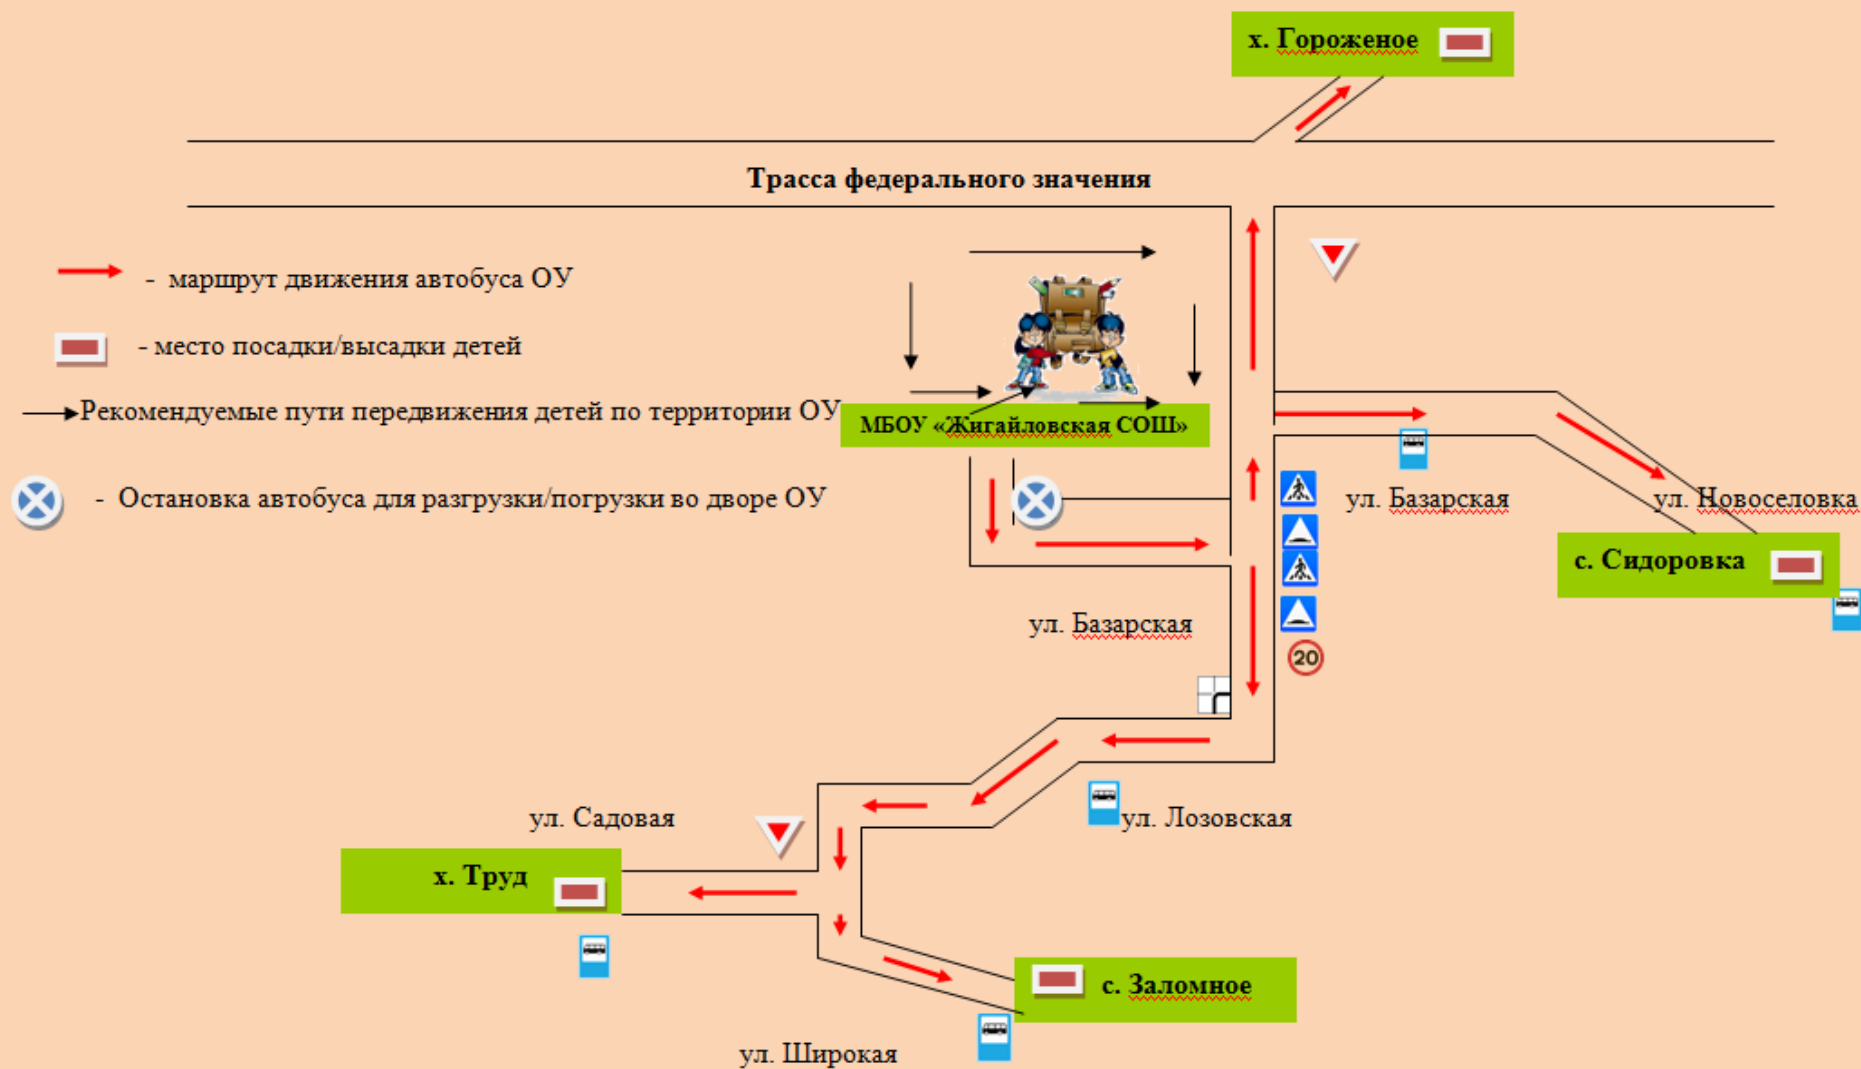 х. Гороженое
Трасса федерального значения
- маршрут движения автобуса ОУ
- место посадки/высадки детей
Рекомендуемые пути передвижения детей по территории ОУ
МБОУ «Жигайловская СОШ»
- Остановка автобуса для разгрузки/погрузки во дворе ОУ
ул. Базарская
ул. Новоселовка
с. Сидоровка
ул. Базарская
20
ул. Садовая
ул. Лозовская
х. Труд
с. Заломное
ул. Широкая